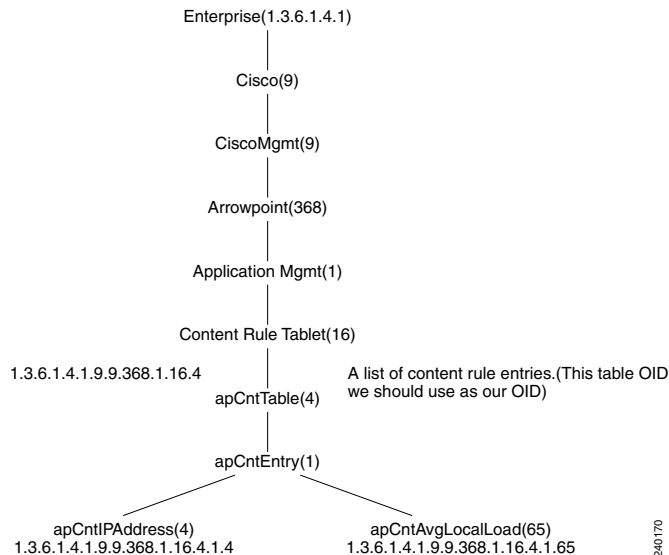 Enterprise(1.3.6.1.4.1)
Cisco(9)
CiscoMgmt(9)
Arrowpoint(368)
Application Mgmt(1)
Content Rule Tablet(16)
1.3.6.1.4.1.9.9.368.1.16.4
apCntTable(4)
A list of content rule entries.(This table OID
we should use as our OID)
apCntEntry(1)
apCntIPAddress(4)
1.3.6.1.4.1.9.9.368.1.16.4.1.4
apCntAvgLocalLoad(65)
1.3.6.1.4.1.9.9.368.1.16.4.1.65
240170